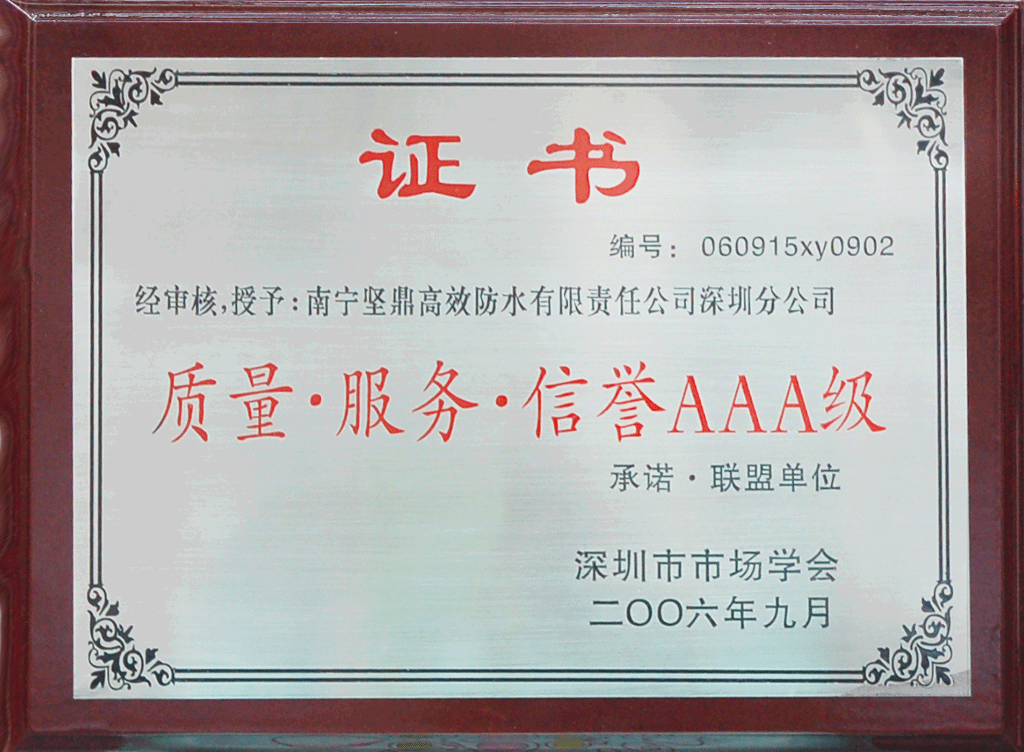 证书
编号：060915xy0902
经审核,授予:南宁坚鼎高效防水有限责任公司深圳分公司
质量·服务·信誉AAA级
承诺·联盟单位
深圳市市场学会
二〇〇六年九月